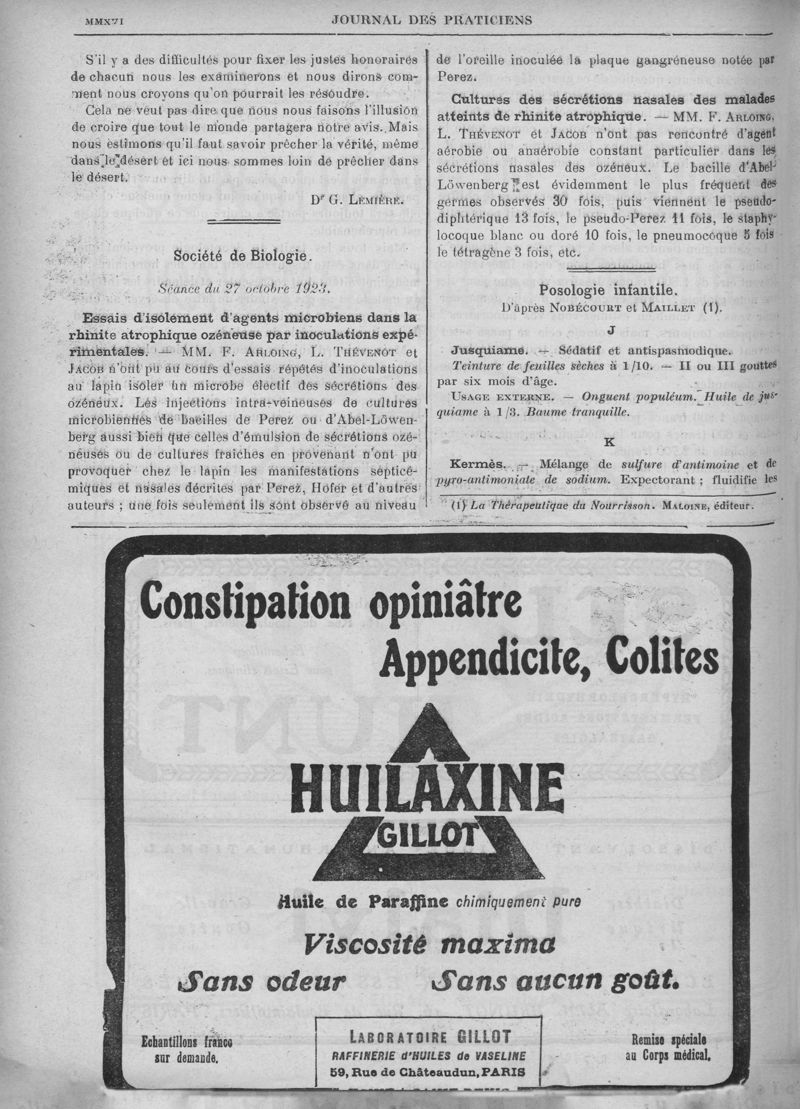 MMXVI
JOURNAL DES PRATICIENS
S'il y a des difficultés pour fixer les justes honoraires
de chacun nous les examinerons et nous dirons com-
ment nous croyons qu'on pourrait les résoudre.
Cela ne veut pas dire que nous nous faisons l'illusion
de croire que tout le monde partagera notre avis. Mais
nous estimons qu'il faut savoir prêcher la vérité, même
dans le désert et ici nous sommes loin de prêcher dans
le désert.
Dr G. LEMIÈRE.
Société de Biologie.
Séance du 27 octobre 1923.
Essais d'isolement d'agents microbiens dans la
rhinite atrophique ozéneuse par inoculations expé-
rimentales. — MM. F. ARLOING, L. THÉVENOT et
JACOB n'ont pu au cours d'essais répétés d'inoculations
au lapin isoler un microbe électif des sécrétions des
ozéneux. Les injections intra-veineuses de cultures
microbiennes de bacilles de Perez ou d'Abel-Löwen-
berg aussi bien que celles d'émulsion de sécrétions ozé-
neuses ou de cultures fraîches en provenant n'ont pu
provoquer chez le lapin les manifestations septicé-
miques et nasales décrites par Perez, Hofer et d'autres
auteurs ; une fois seulement ils sont observé au niveau
de l'oreille inoculée la plaque gangréneuse notée par
Perez.
Cultures des sécrétions nasales des malades
atteints de rhinite atrophique. — MM. F. ARLOING,
L. THÉVENOT et JACOB n'ont pas rencontré d'agent
aérobie ou anaérobie constant particulier dans les
sécrétions nasales des ozéneux. Le bacille d'Abel-
Löwenberg est évidemment le plus fréquent des
germes observés 30 fois, puis viennent le pseudo-
diphtérique 13 fois, le pseudo-Perez 11 fois, le staphy-
locoque blanc ou doré 10 fois, le pneumocoque 5 fois
le tétragène 3 fois, etc.
Posologie infantile.
D'après NOBÉCOURT et MAILLET (1).
J
Jusquiame. — Sédatif et antispasmodique.
Teinture de feuilles sèches à 1/10. — II ou III gouttes
par six mois d'âge.
USAGE EXTERNE. — Onguent populéum. Huile de jus-
quiame à 1/3. Baume tranquille.
K
Kermès. — Mélange de sulfure d'antimoine et de
pyro-antimoniate de sodium. Expectorant ; fluidifie les
(1) La Thérapeutique du Nourrisson. MALOINE, éditeur.
Constipation opiniâtre
Appendicite, Colites
HUILAXINE
GILLOT
Huile de Paraffine chimiquement pure
Viscosité maxima
Sans odeur Sans aucun goût.
Echantillons franco
sur demande.
LABORATOIRE GILLOT
RAFFINERIE d'HUILES de VASELINE
59, Rue de Châteaudun, PARIS
Remise spéciale
au Corps médical.